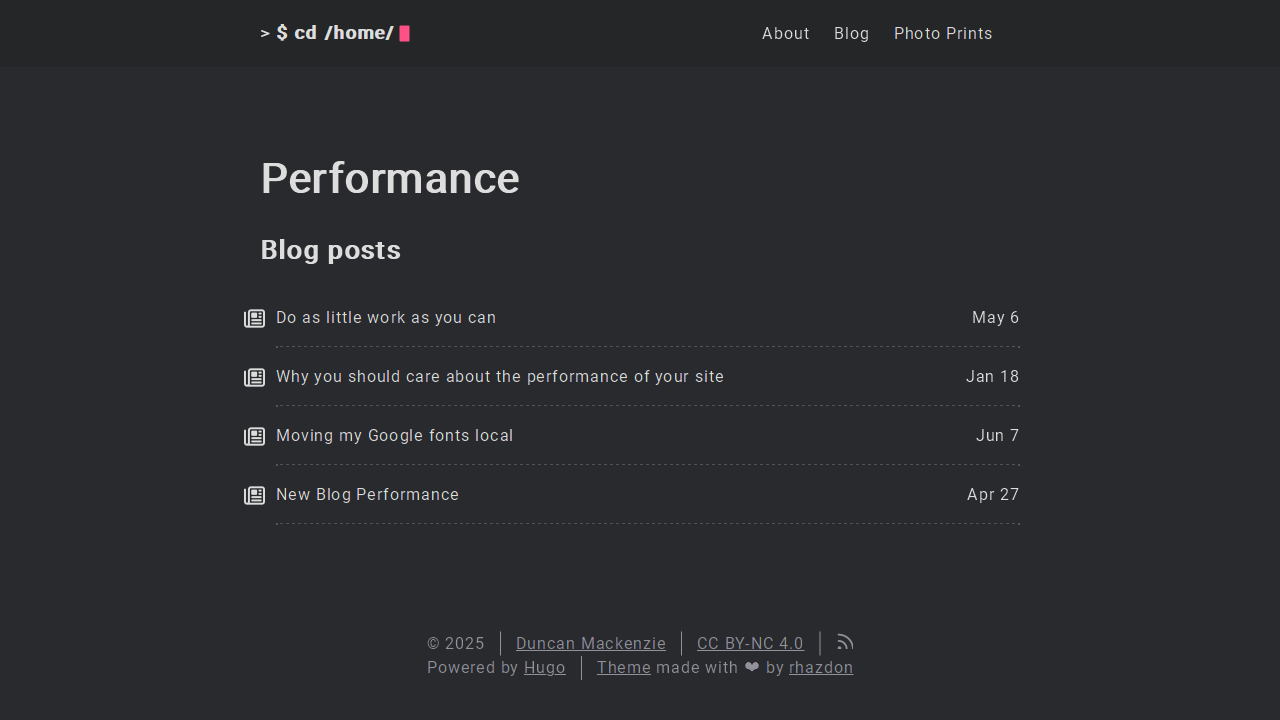 > $ cd /home/
About Blog Photo Prints
Performance
Blog posts
Do as little work as you can May 6
Why you should care about the performance of your site Jan 18
Moving my Google fonts local Jun 7
New Blog Performance Apr 27
© 2025 Duncan Mackenzie CC BY-NC 4.0
Powered by Hugo Theme made with ❤ by rhazdon